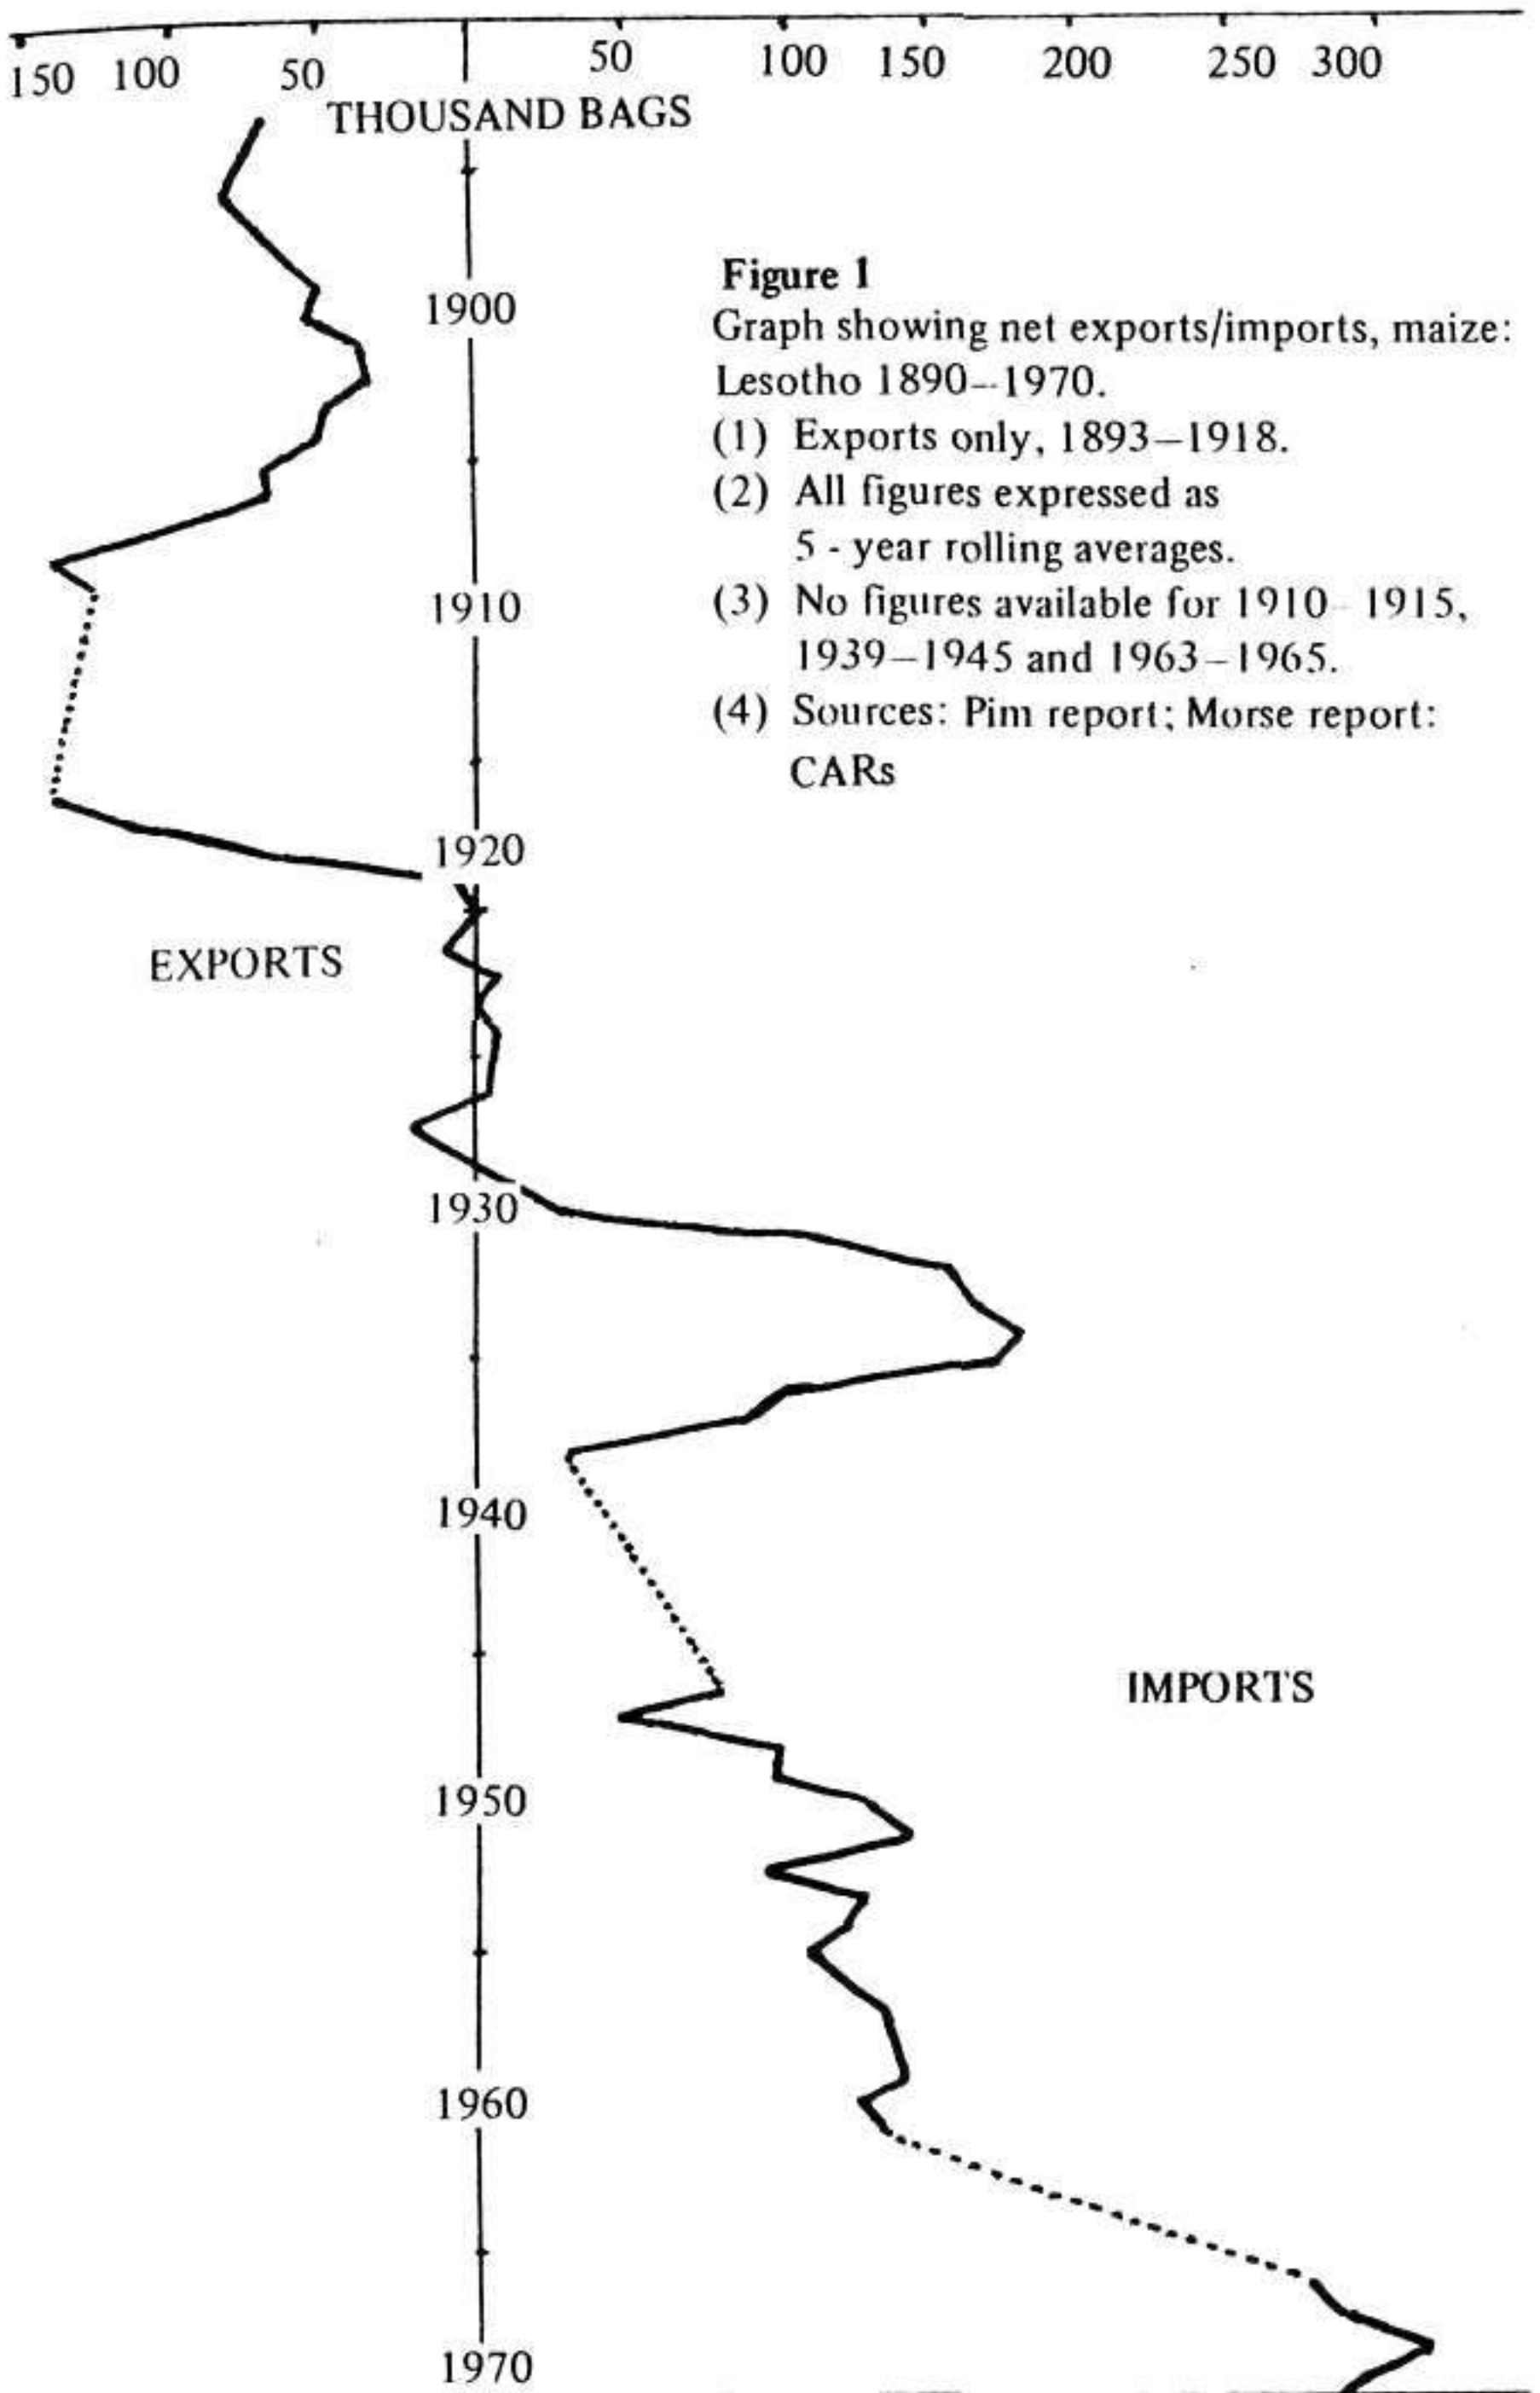 150 100 50 50 100 150 200 250 300
THOUSAND BAGS
1900
Figure 1
Graph showing net exports/imports, maize:
Lesotho 1890–1970.
(1) Exports only, 1893–1918.
(2) All figures expressed as
5 - year rolling averages.
(3) No figures available for 1910 1915,
1939–1945 and 1963–1965.
(4) Sources: Pim report; Morse report:
CARs
1910
1920
EXPORTS
1930
1940
IMPORTS
1950
1960
1970